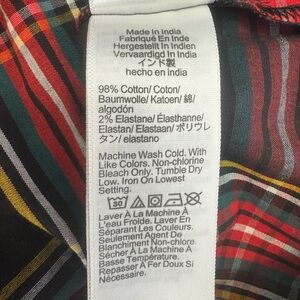 Made In India
Fabriqué En Inde
Hergestellt In Indien
Vervaardigd In India
インド製
hecho en india
98% Cotton/ Coton/
Baumwolle/ Katoen/ 綿/
algodón
2% Elastane/ Élasthanne/
Elastan/ Elastaan/ ポリウレ
タン/ elastano
Machine Wash Cold. With
Like Colors. Non-chlorine
Bleach Only. Tumble Dry
Low. Iron On Lowest
Setting.
30
Laver À La Machine À
L'eau Froide. Laver En
Séparant Les Couleurs.
Seulement Agent De
Blanchiment Non-chlore.
Sécher À La Machine À
Basse Température.
Repasser À Fer Doux Si
Nécessaire.